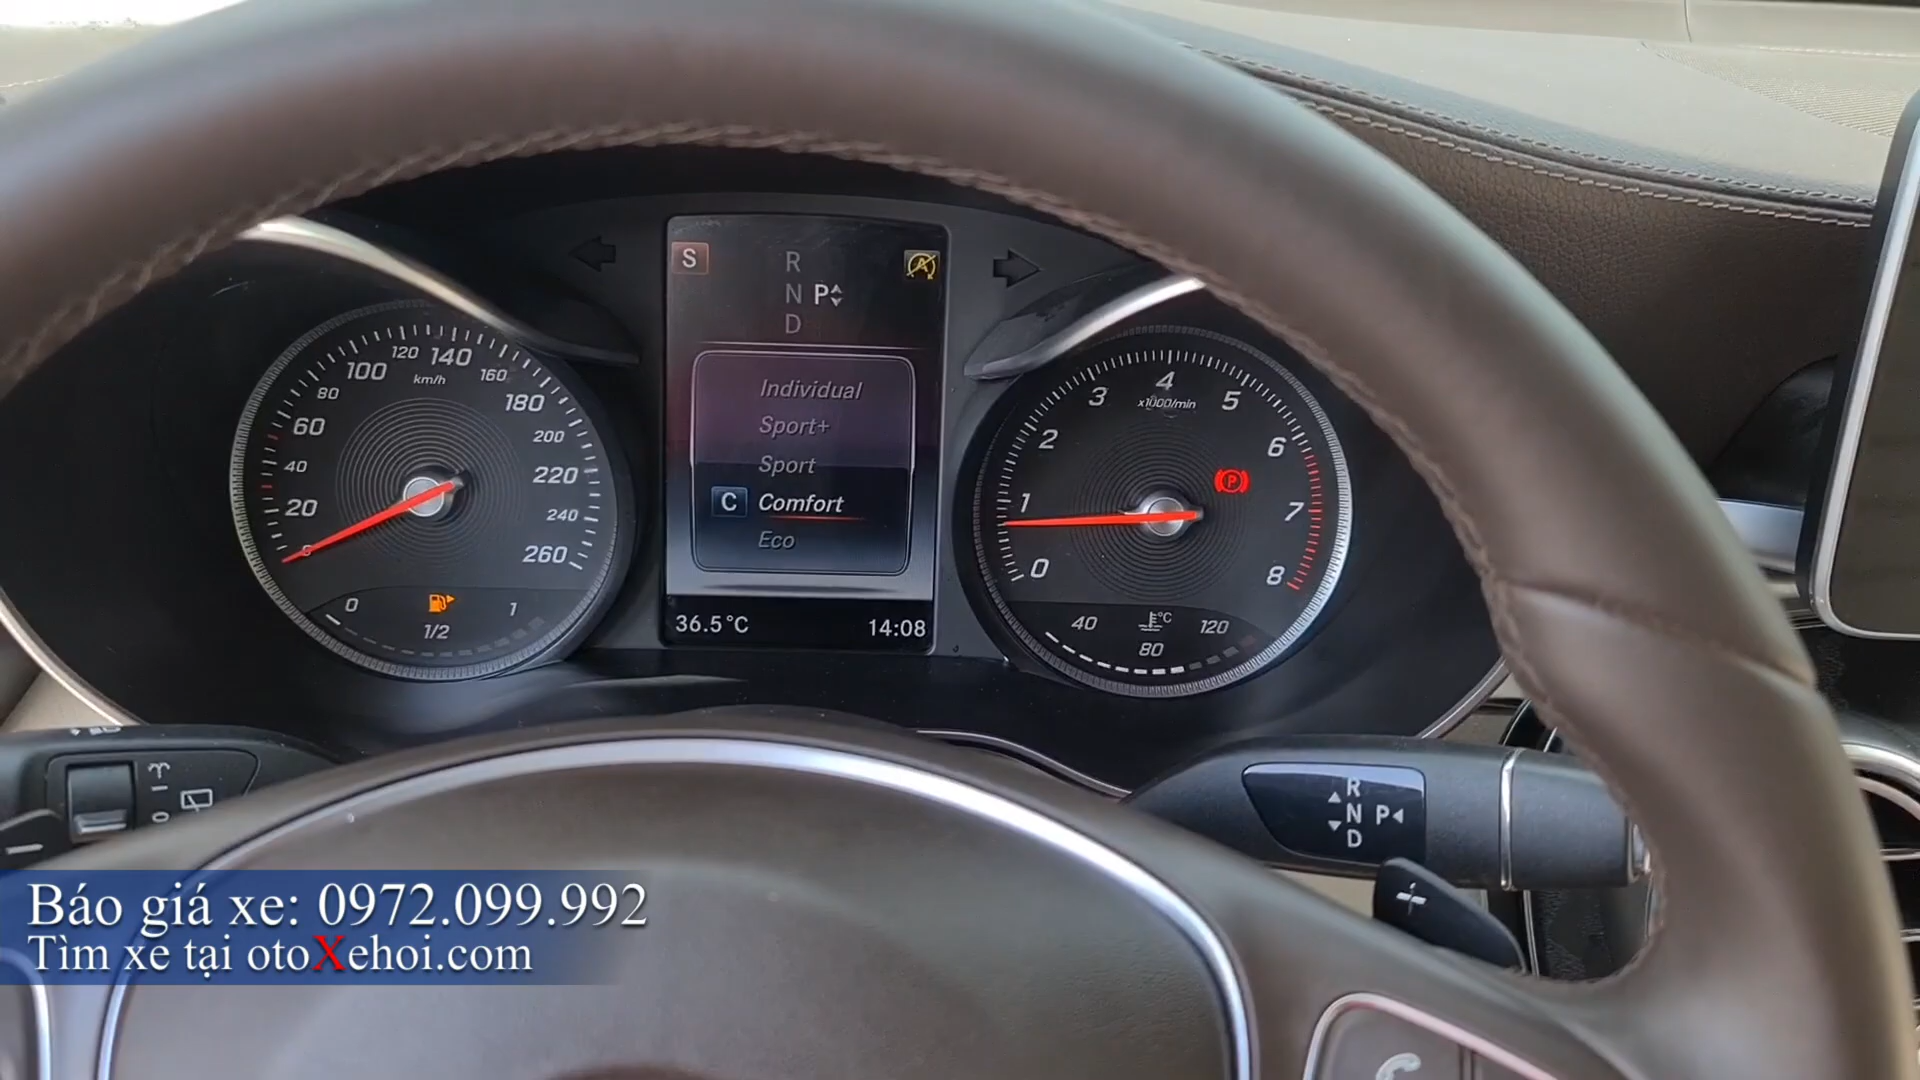 S
R
N P
D
Individual
Sport+
Sport
C Comfort
Eco
36.5°C 14:08
0 20 40 60 80 100 120 140 160 180 200 220 240 260
km/h
0 1/2 1
0 1 2 3 4 5 6 7 8
x1000/min
P
40 80 120
°C
R
N P
D
Báo giá xe: 0972.099.992
Tìm xe tại otoXehoi.com